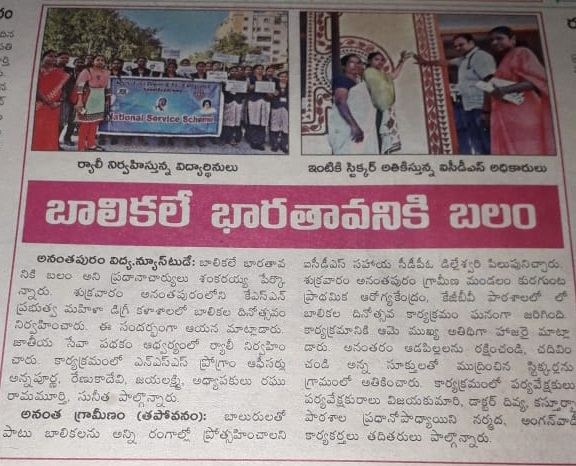 National Service Scheme
ర్యాలీ నిర్వహిస్తున్న విద్యార్థినులు
ఇంటికి స్టిక్కర్ అతికిస్తున్న ఐసీడీఎస్ అధికారులు
బాలికలే భారతావనికి బలం
అనంతపురం విద్య,న్యూస్‌టుడే: బాలికలే భారతావ
నికి బలం అని ప్రధానాచార్యులు శంకరయ్య పేర్కొ
న్నారు. శుక్రవారం అనంతపురంలోని కేఎస్ఎన్
ప్రభుత్వ మహిళా డిగ్రీ కళాశాలలో బాలికల దినోత్సవం
నిర్వహించారు. ఈ సందర్భంగా ఆయన మాట్లాడారు.
జాతీయ సేవా పథకం ఆధ్వర్యంలో ర్యాలీ నిర్వహిం
చారు. కార్యక్రమంలో ఎన్ఎస్ఎస్ ప్రోగ్రాం ఆఫీసర్లు
అన్నపూర్ణ, రేణుకాదేవి, జయలక్ష్మి, అధ్యాపకులు రఘు
రామమూర్తి, సునీత పాల్గొన్నారు.
అనంత గ్రామీణం (తపోవనం): బాలురులతో
పాటు బాలికలను అన్ని రంగాల్లో ప్రోత్సహించాలని
ఐసీడీఎస్ సహాయ సీడీపీఓ డిల్లేశ్వరి పిలుపునిచ్చారు.
శుక్రవారం అనంతపురం గ్రామీణ మండలం కురగుంట
ప్రాథమిక ఆరోగ్యకేంద్రం, కేజీబీవీ పాఠశాలలో లో
బాలికల దినోత్సవ కార్యక్రమం ఘనంగా జరిగింది.
కార్యక్రమానికి ఆమె ముఖ్య అతిథిగా హాజరై మాట్లా
డారు. అనంతరం ఆడపిల్లలను రక్షించండి, చదివిం
చండి అన్న సూక్తులతో ముద్రించిన స్టిక్కర్లను
గ్రామంలో అతికించారు. కార్యక్రమంలో పర్యవేక్షకులు
పర్యవేక్షకురాలు విజయకుమారి, డాక్టర్ దివ్య, కస్తూర్బా
పాఠశాల ప్రధానోపాధ్యాయిని నర్మద, అంగన్‌వాడీ
కార్యకర్తలు తదితరులు పాల్గొన్నారు.